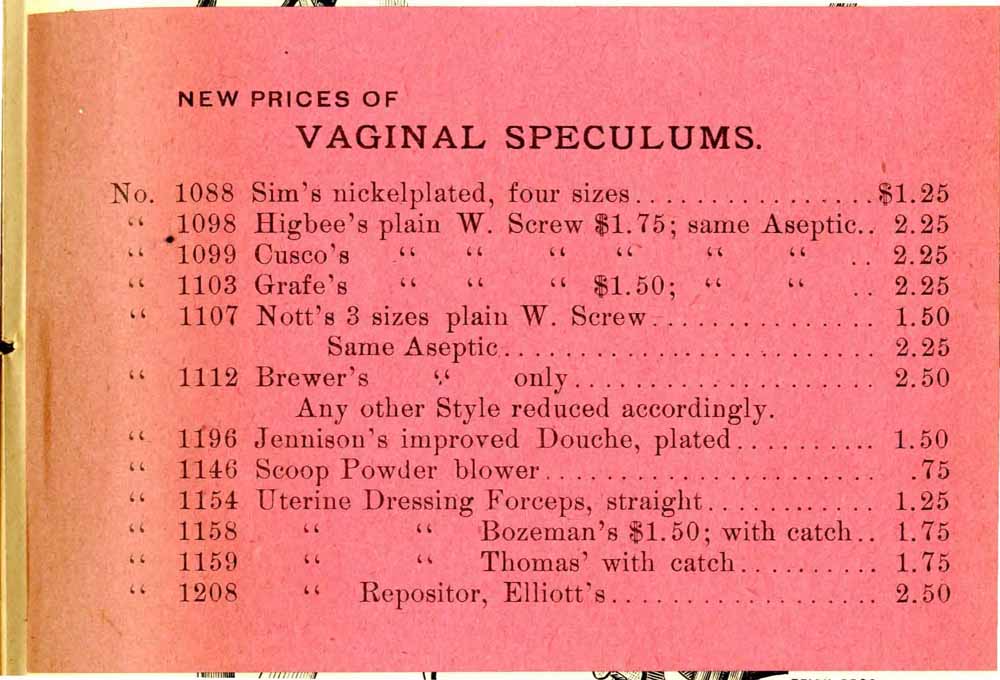 NEW PRICES OF
VAGINAL SPECULUMS.
No. 1088 Sim's nickelplated, four sizes................$1.25
“ 1098 Higbee's plain W. Screw $1.75; same Aseptic.. 2.25
“ 1099 Cusco's “ “ “ “ “ “ .. 2.25
“ 1103 Grafe's “ “ “ $1.50; “ “ .. 2.25
“ 1107 Nott's 3 sizes plain W. Screw............... 1.50
Same Aseptic......................... 2.25
“ 1112 Brewer's “ only.................... 2.50
Any other Style reduced accordingly.
“ 1196 Jennison's improved Douche, plated.......... 1.50
“ 1146 Scoop Powder blower...................... .75
“ 1154 Uterine Dressing Forceps, straight............ 1.25
“ 1158 “ “ Bozeman's $1.50; with catch.. 1.75
“ 1159 “ “ Thomas' with catch.......... 1.75
“ 1208 “ Repositor, Elliott's.................. 2.50